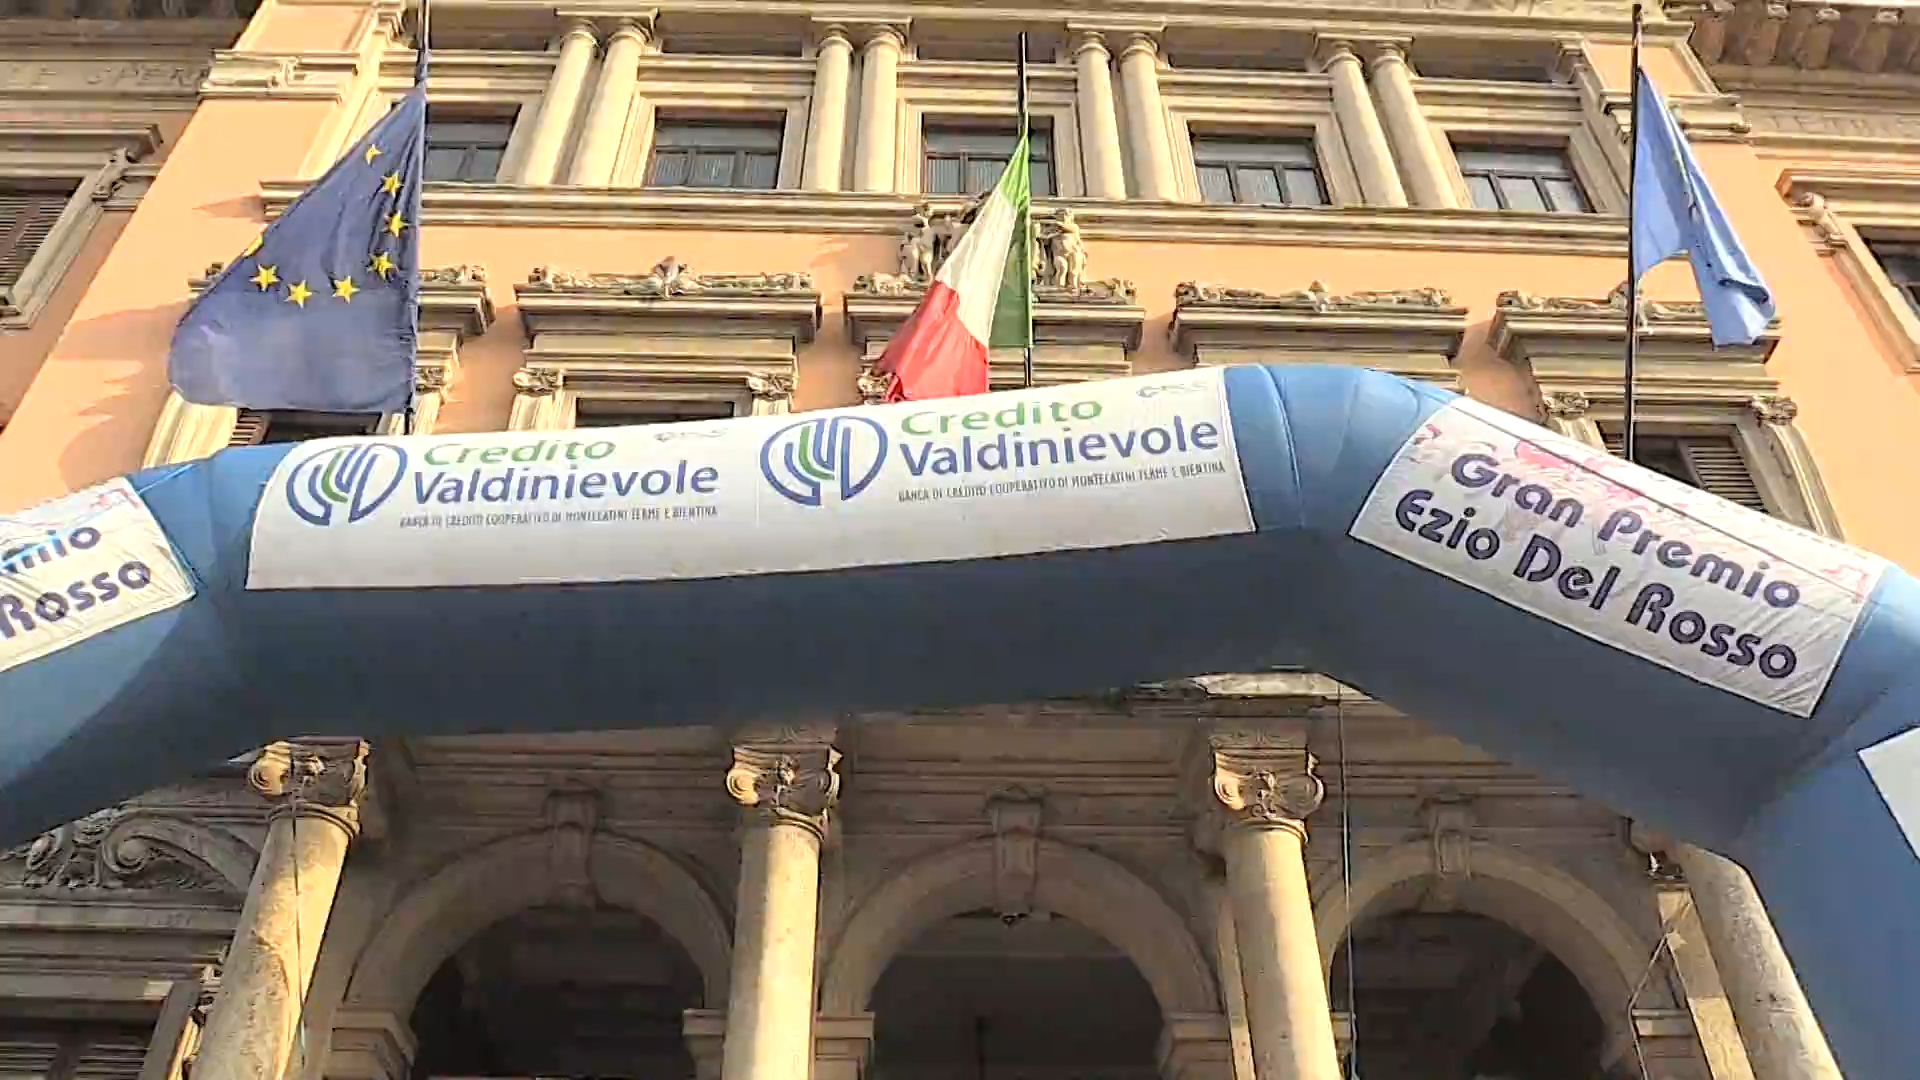 mio
Rosso
Credito
Valdinievole
BANCA DI CREDITO COOPERATIVO DI MONTECATINI TERME E BIENTINA
Credito
Valdinievole
BANCA DI CREDITO COOPERATIVO DI MONTECATINI TERME E BIENTINA
Gran Premio
Ezio Del Rosso